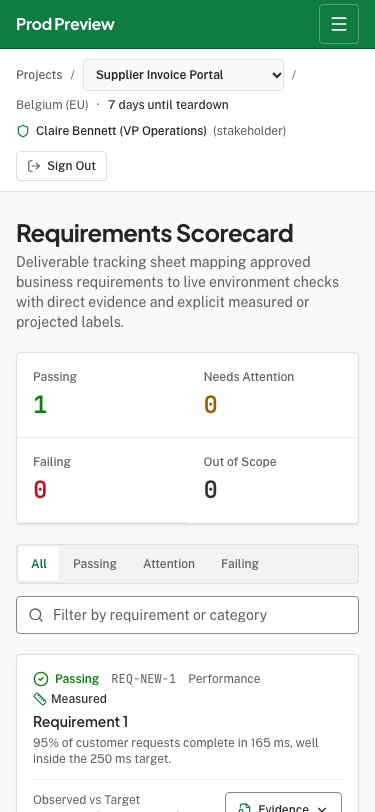 Prod Preview
Projects / Supplier Invoice Portal /
Belgium (EU) · 7 days until teardown
Claire Bennett (VP Operations) (stakeholder)
Sign Out
Requirements Scorecard
Deliverable tracking sheet mapping approved
business requirements to live environment checks
with direct evidence and explicit measured or
projected labels.
Passing
1
Needs Attention
0
Failing
0
Out of Scope
0
All Passing Attention Failing
Filter by requirement or category
Passing REQ-NEW-1 Performance
Measured
Requirement 1
95% of customer requests complete in 165 ms, well
inside the 250 ms target.
Observed vs Target
Evidence